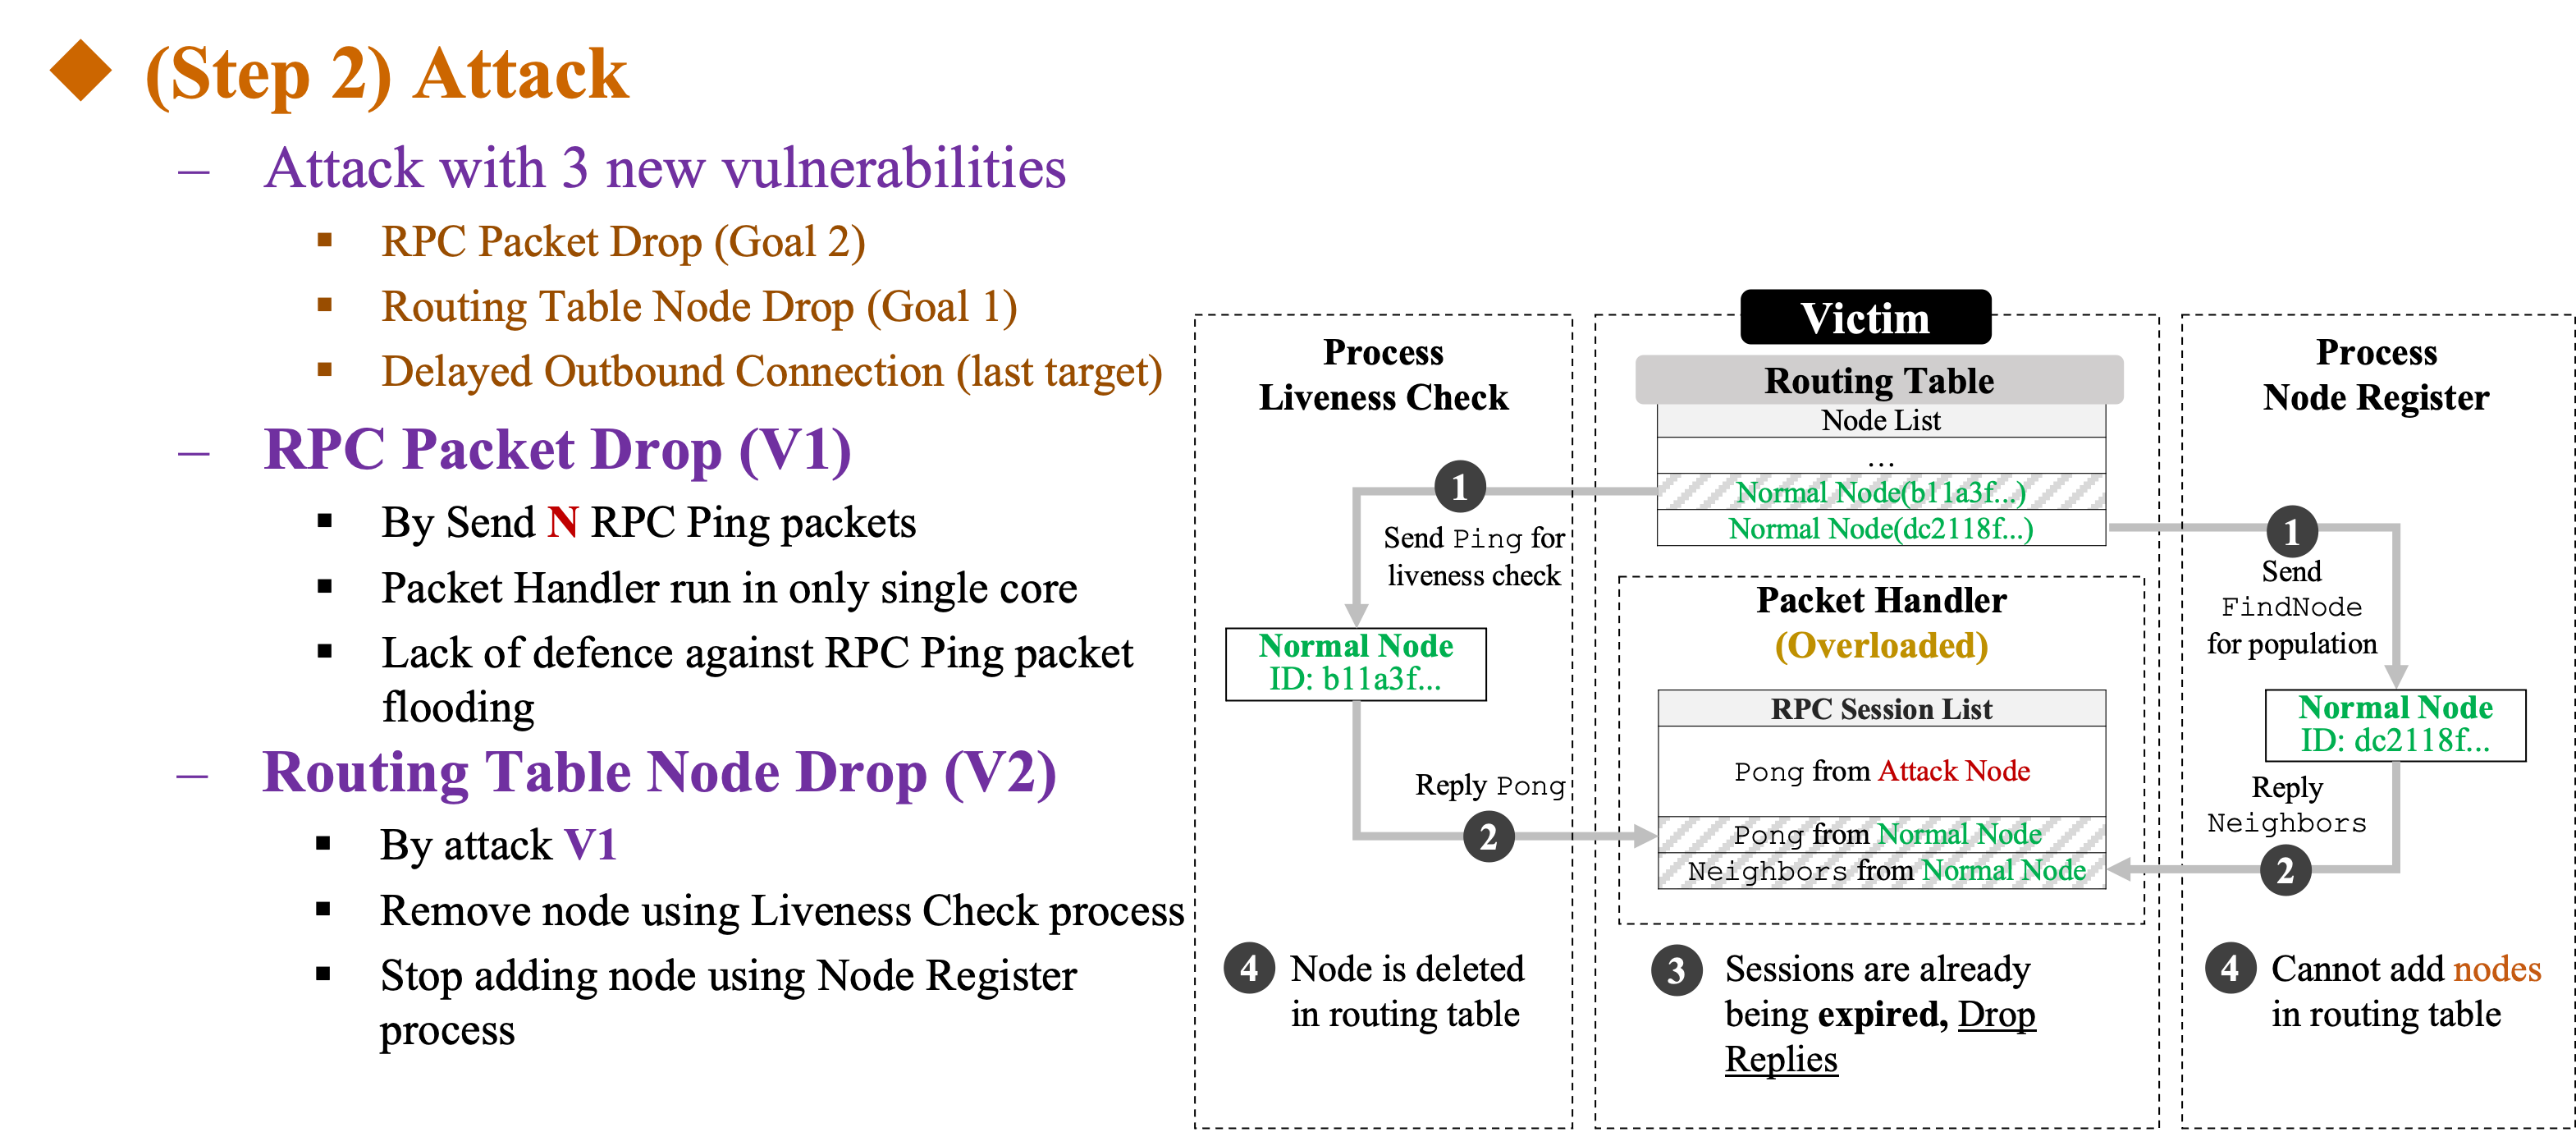 (Step 2) Attack
– Attack with 3 new vulnerabilities
▪ RPC Packet Drop (Goal 2)
▪ Routing Table Node Drop (Goal 1)
▪ Delayed Outbound Connection (last target)
– RPC Packet Drop (V1)
▪ By Send N RPC Ping packets
▪ Packet Handler run in only single core
▪ Lack of defence against RPC Ping packet
flooding
– Routing Table Node Drop (V2)
▪ By attack V1
▪ Remove node using Liveness Check process
▪ Stop adding node using Node Register
process
Process
Liveness Check
1
Send Ping for
liveness check
Normal Node
ID: b11a3f...
Reply Pong
2
4 Node is deleted
in routing table
Victim
Routing Table
Node List
...
Normal Node(b11a3f...)
Normal Node(dc2118f...)
Packet Handler
(Overloaded)
RPC Session List
Pong from Attack Node
Pong from Normal Node
Neighbors from Normal Node
3 Sessions are already
being expired, Drop
Replies
Process
Node Register
1
Send
FindNode
for population
Normal Node
ID: dc2118f...
Reply
Neighbors
2
4 Cannot add nodes
in routing table